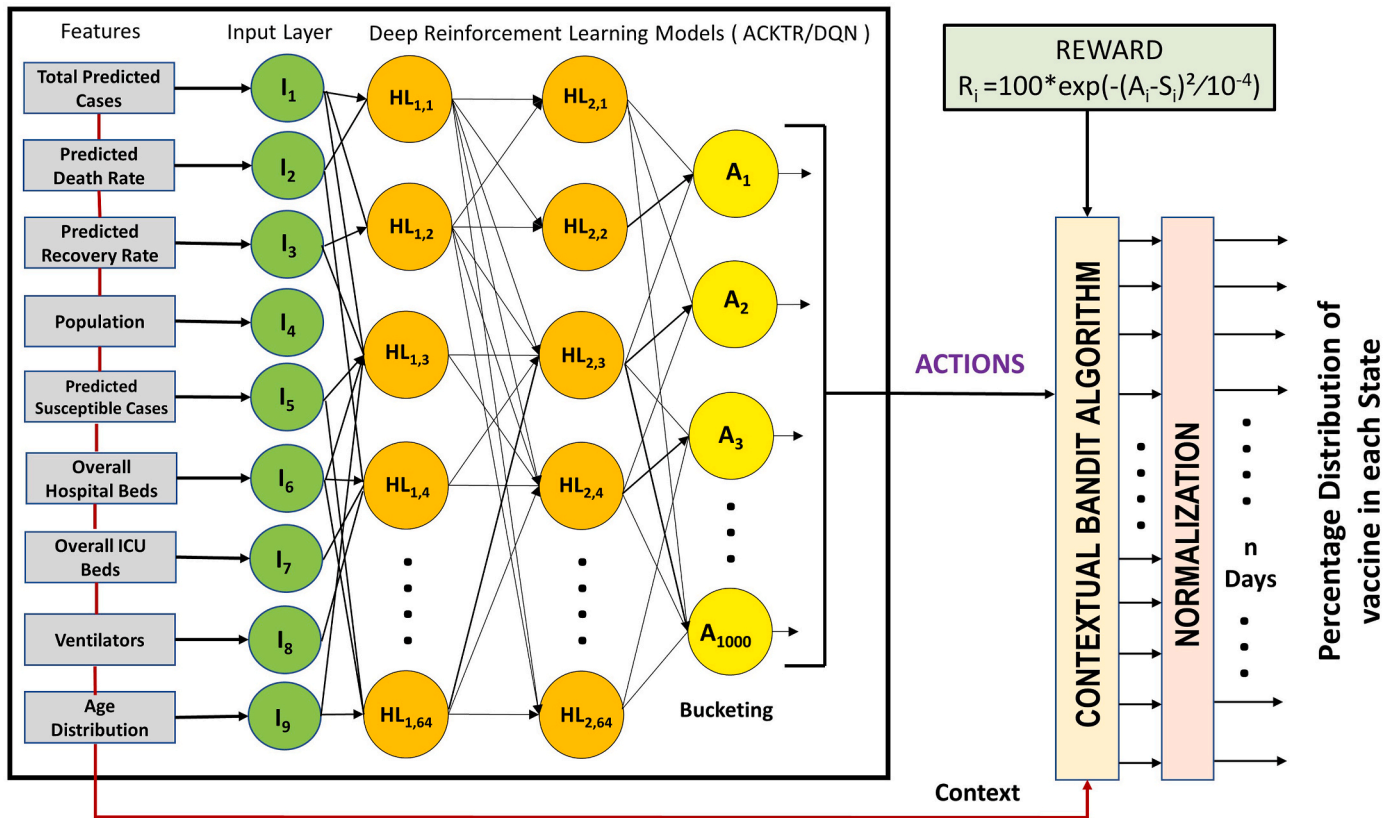 Features
Input Layer
Deep Reinforcement Learning Models ( ACKTR/DQN )
Total Predicted
Cases
Predicted
Death Rate
Predicted
Recovery Rate
Population
Predicted
Susceptible Cases
Overall
Hospital Beds
Overall ICU
Beds
Ventilators
Age
Distribution
I₁
I₂
I₃
I₄
I₅
I₆
I₇
I₈
I₉
HL₁,₁
HL₁,₂
HL₁,₃
HL₁,₄
HL₁,₆₄
HL₂,₁
HL₂,₂
HL₂,₃
HL₂,₄
HL₂,₆₄
A₁
A₂
A₃
A₁₀₀₀
Bucketing
ACTIONS
REWARD
Rᵢ =100*exp(-(Aᵢ-Sᵢ)²/10⁻⁴)
CONTEXTUAL BANDIT ALGORITHM
NORMALIZATION
n
Days
Percentage Distribution of
vaccine in each State
Context